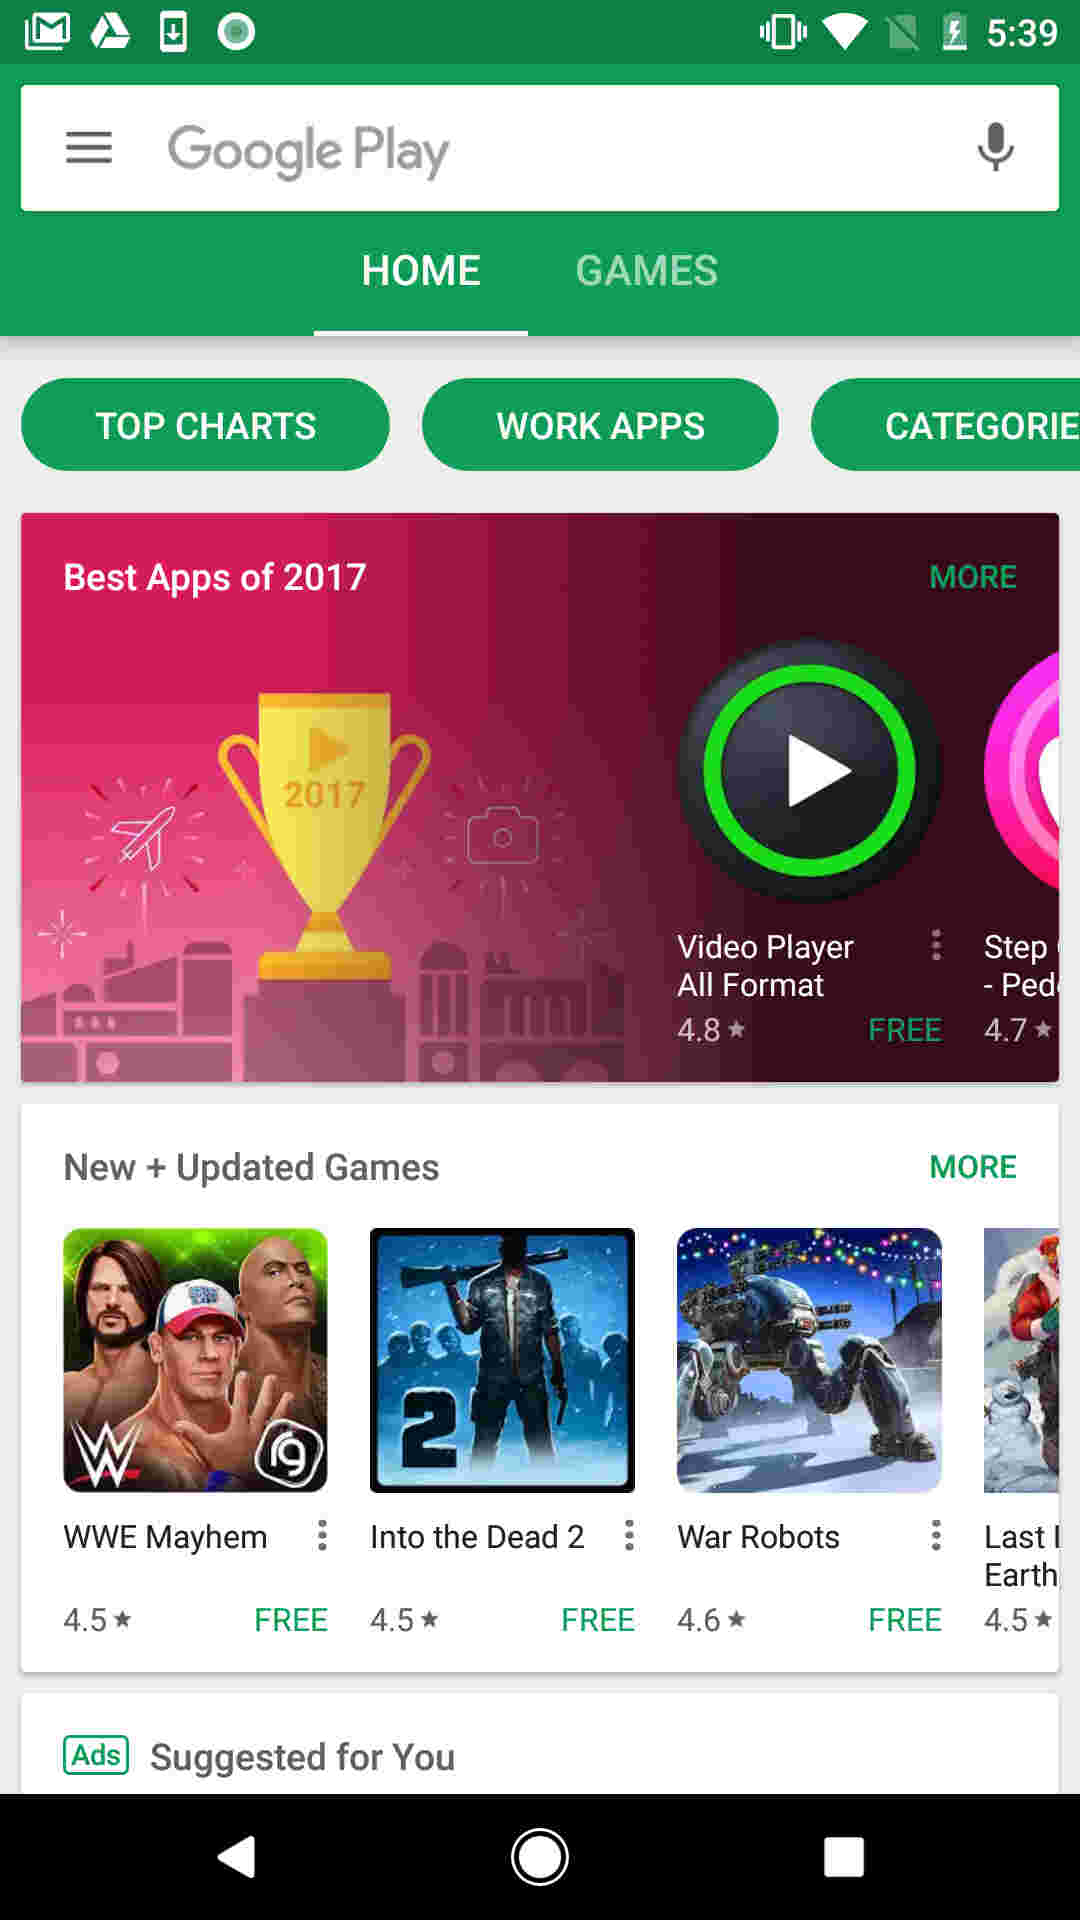 5:39
Google Play
HOME GAMES
TOP CHARTS WORK APPS CATEGORIE
Best Apps of 2017 MORE
2017
Video Player
All Format
4.8 FREE
Step
- Ped
4.7
New + Updated Games MORE
W
rg
2
WWE Mayhem
4.5 FREE
Into the Dead 2
4.5 FREE
War Robots
4.6 FREE
Last
Earth
4.5
Ads Suggested for You